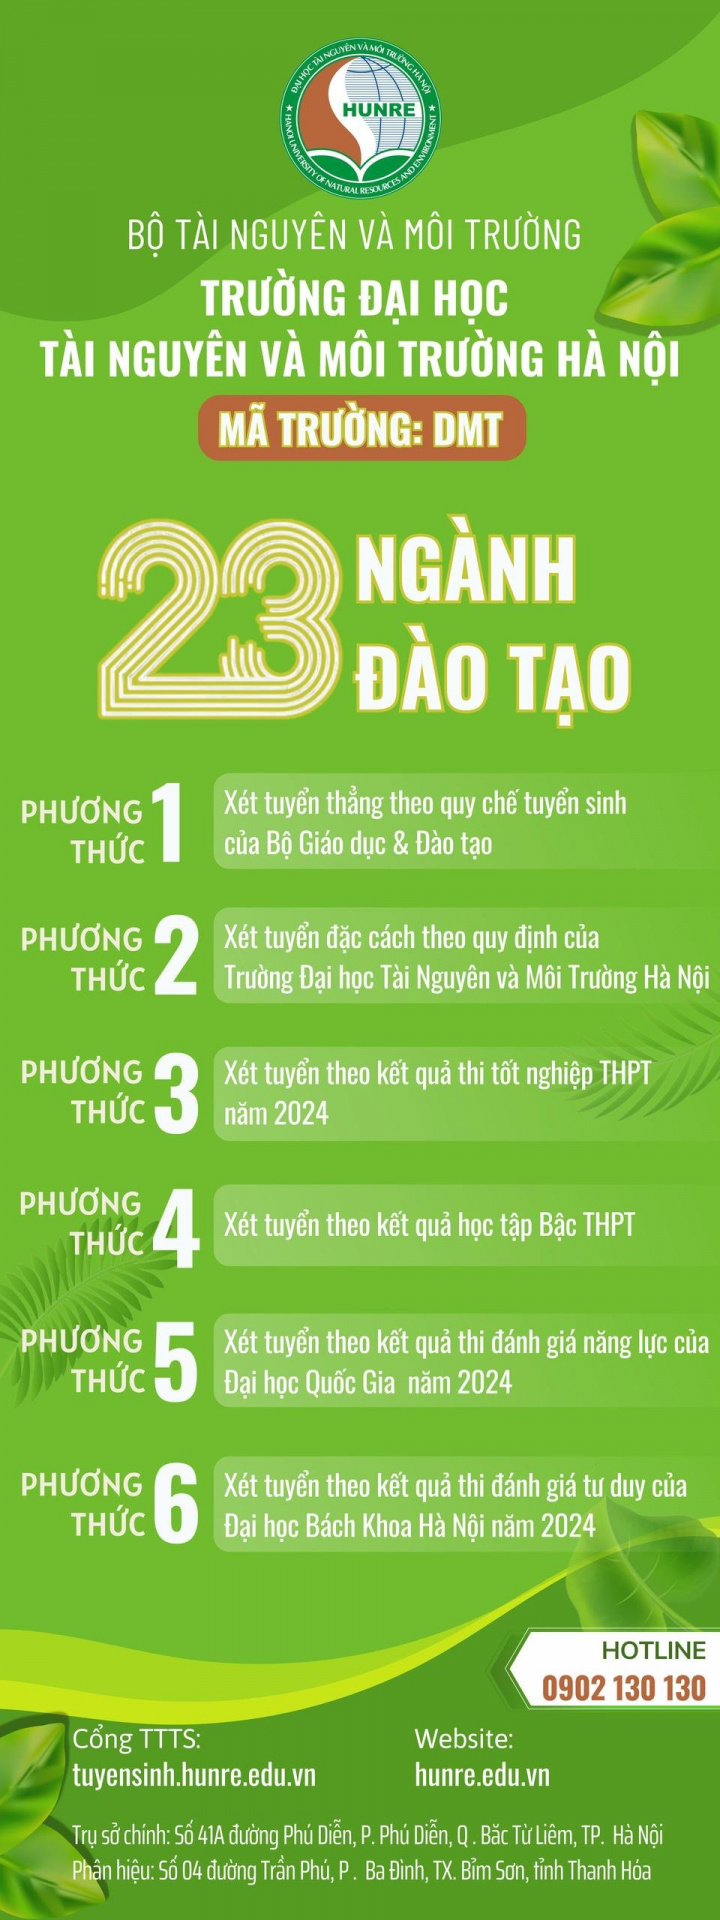 ĐẠI HỌC TÀI NGUYÊN VÀ MÔI TRƯỜNG HÀ NỘI
HUNRE
HANOI UNIVERSITY OF NATURAL RESOURCES AND ENVIRONMENT
BỘ TÀI NGUYÊN VÀ MÔI TRƯỜNG
TRƯỜNG ĐẠI HỌC
TÀI NGUYÊN VÀ MÔI TRƯỜNG HÀ NỘI
MÃ TRƯỜNG: DMT
23 NGÀNH
ĐÀO TẠO
PHƯƠNG THỨC 1
Xét tuyển thẳng theo quy chế tuyển sinh
của Bộ Giáo dục & Đào tạo
PHƯƠNG THỨC 2
Xét tuyển đặc cách theo quy định của
Trường Đại học Tài Nguyên và Môi Trường Hà Nội
PHƯƠNG THỨC 3
Xét tuyển theo kết quả thi tốt nghiệp THPT
năm 2024
PHƯƠNG THỨC 4
Xét tuyển theo kết quả học tập Bậc THPT
PHƯƠNG THỨC 5
Xét tuyển theo kết quả thi đánh giá năng lực của
Đại học Quốc Gia năm 2024
PHƯƠNG THỨC 6
Xét tuyển theo kết quả thi đánh giá tư duy của
Đại học Bách Khoa Hà Nội năm 2024
HOTLINE
0902 130 130
Cổng TTTS:
tuyensinh.hunre.edu.vn
Website:
hunre.edu.vn
Trụ sở chính: Số 41A đường Phú Diễn, P. Phú Diễn, Q . Băc Từ Liêm, TP. Hà Nội
Phân hiệu: Số 04 đường Trần Phú, P . Ba Đình, TX. Bỉm Sơn, tỉnh Thanh Hóa